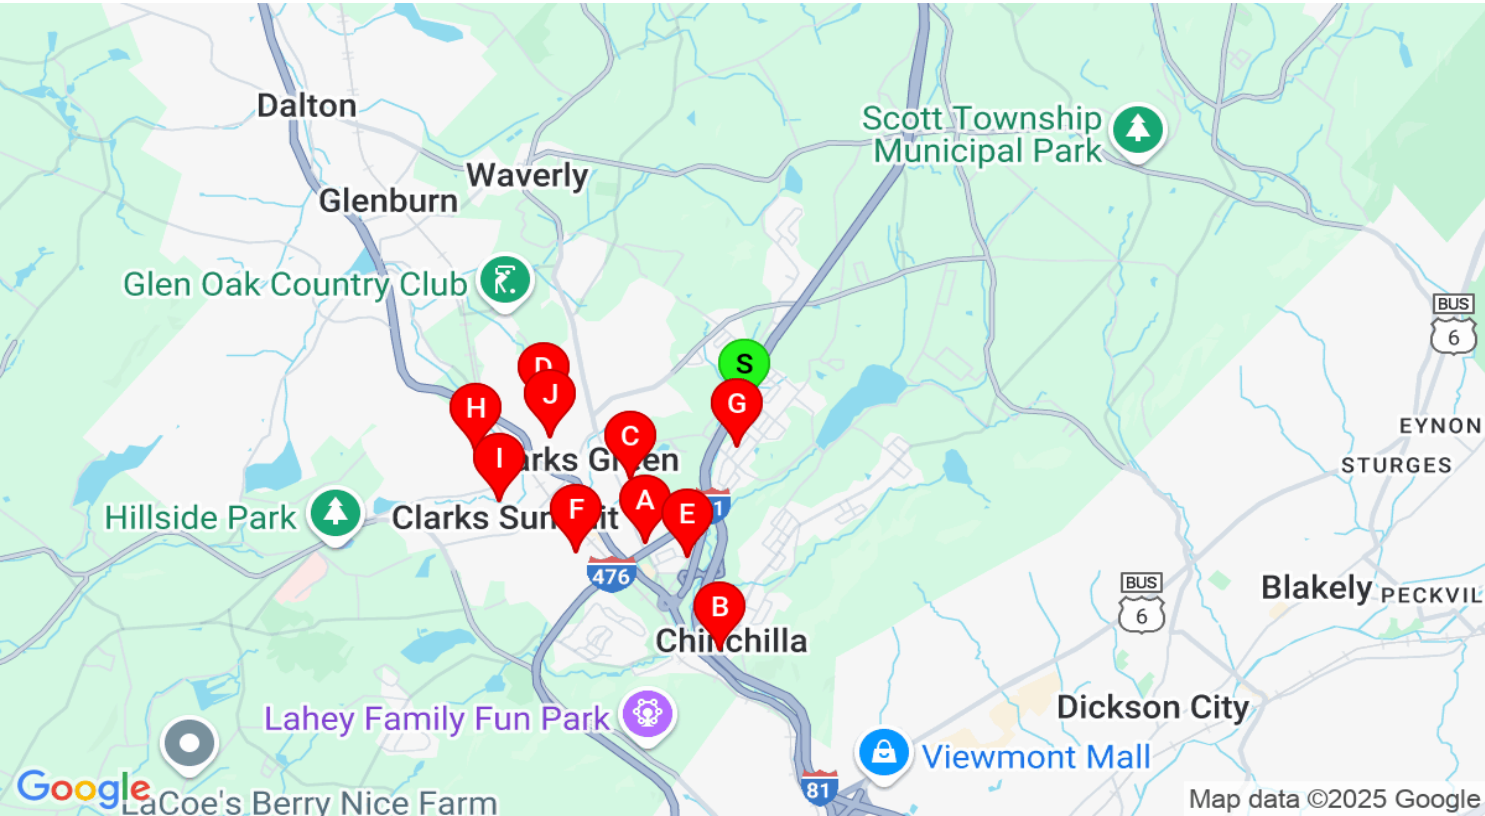 Dalton
Scott Township
Municipal Park
Waverly
Glenburn
Glen Oak Country Club
BUS
6
S
D
J
G
H
C
EYNON
arks Green
I
STURGES
A
E
F
1
Hillside Park
Clarks Summit
476
BUS
6
Blakely
PECKVIL
B
Chinchilla
Lahey Family Fun Park
Dickson City
Viewmont Mall
81
Google
LaCoe's Berry Nice Farm
Map data ©2025 Google